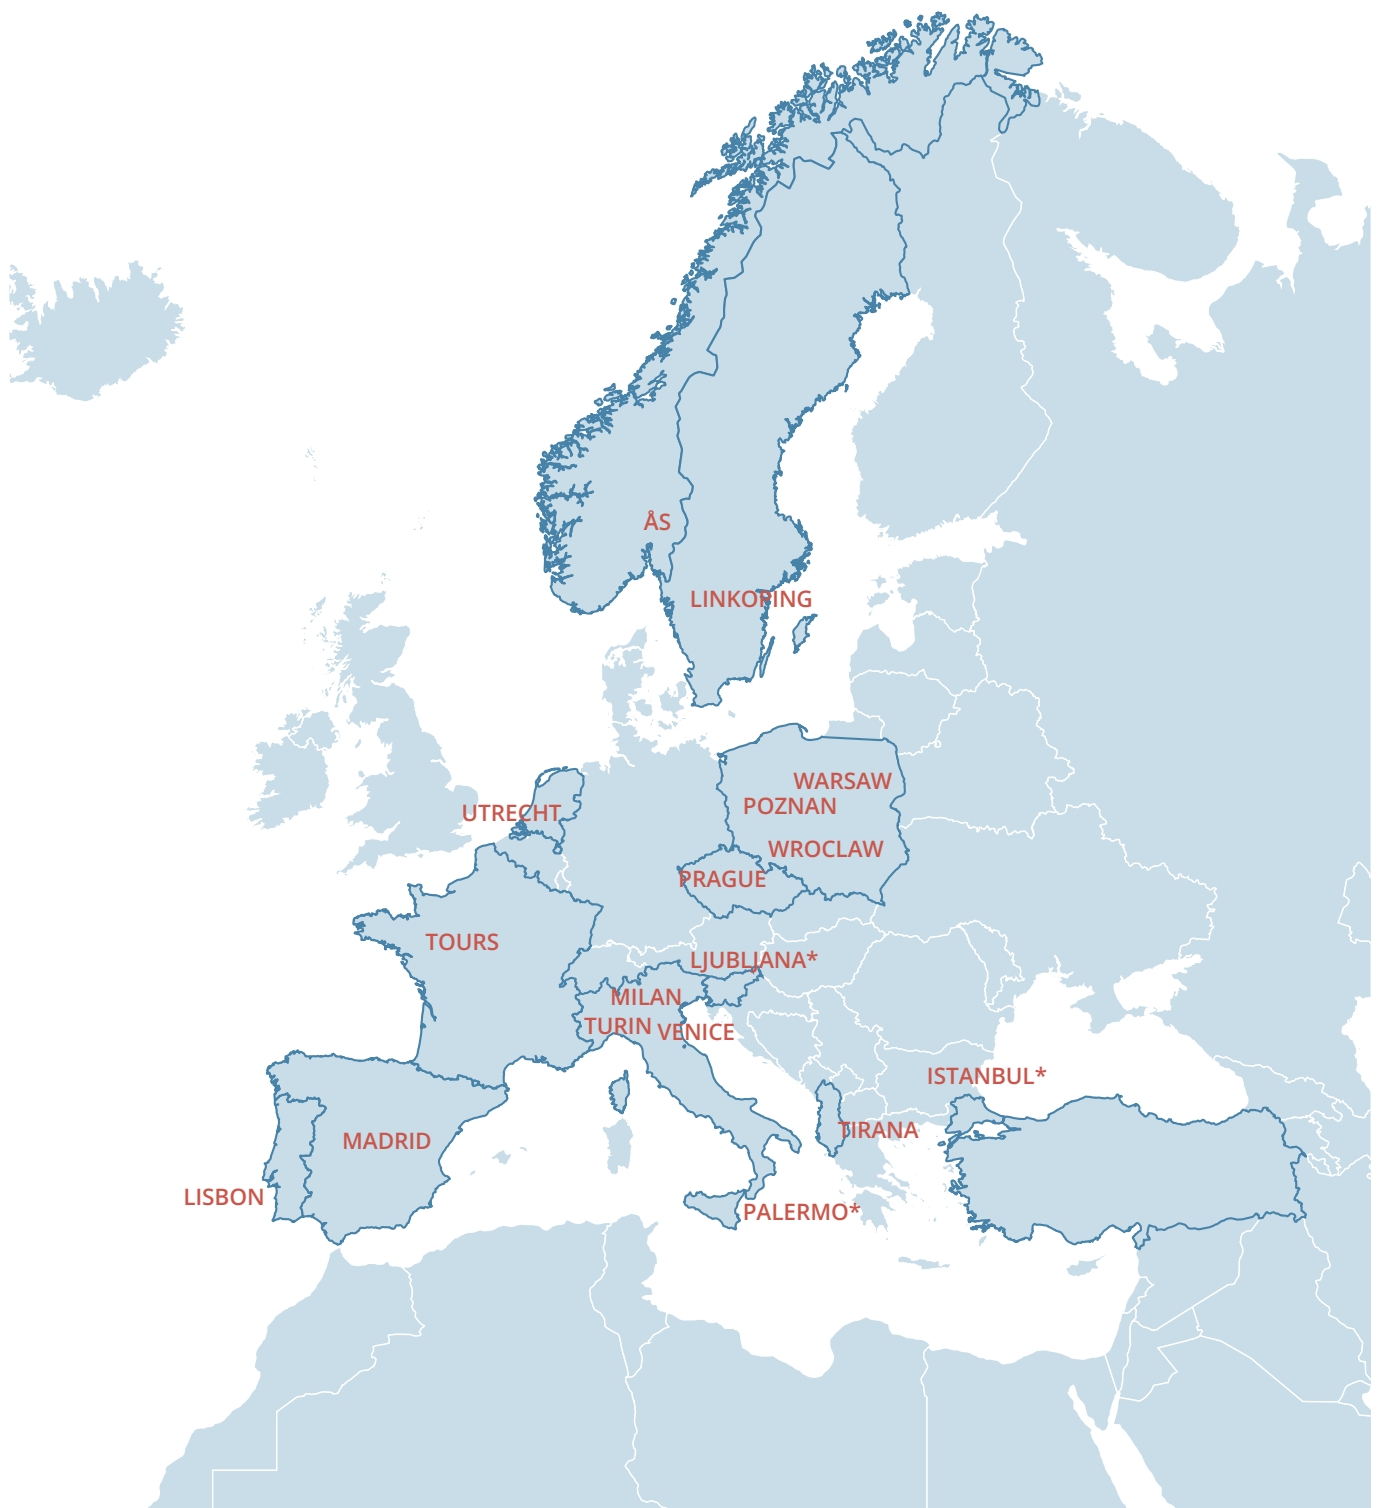 ÅS
LINKOPING
WARSAW
POZNAN
UTRECHT
WROCLAW
PRAGUE
TOURS
LJUBLJANA*
MILAN
TURIN
VENICE
ISTANBUL*
TIRANA
MADRID
LISBON
PALERMO*